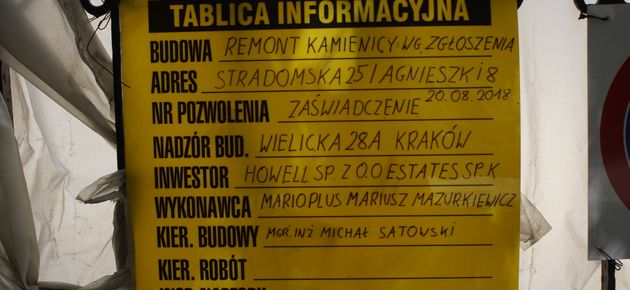 TABLICA INFORMACYJNA
BUDOWA REMONT KAMIENICY WG ZGŁOSZENIA
ADRES STRADOMSKA 25 / AGNIESZKI 8
NR POZWOLENIA ZAŚWIADCZENIE 20.08.2018
NADZÓR BUD. WIELICKA 28A KRAKÓW
INWESTOR HOWELL SP. Z O.O ESTATES SP. K
WYKONAWCA MARIOPLUS MARIUSZ MAZURKIEWICZ
KIER. BUDOWY MGR. INŻ MICHAŁ SATOWSKI
KIER. ROBÓT